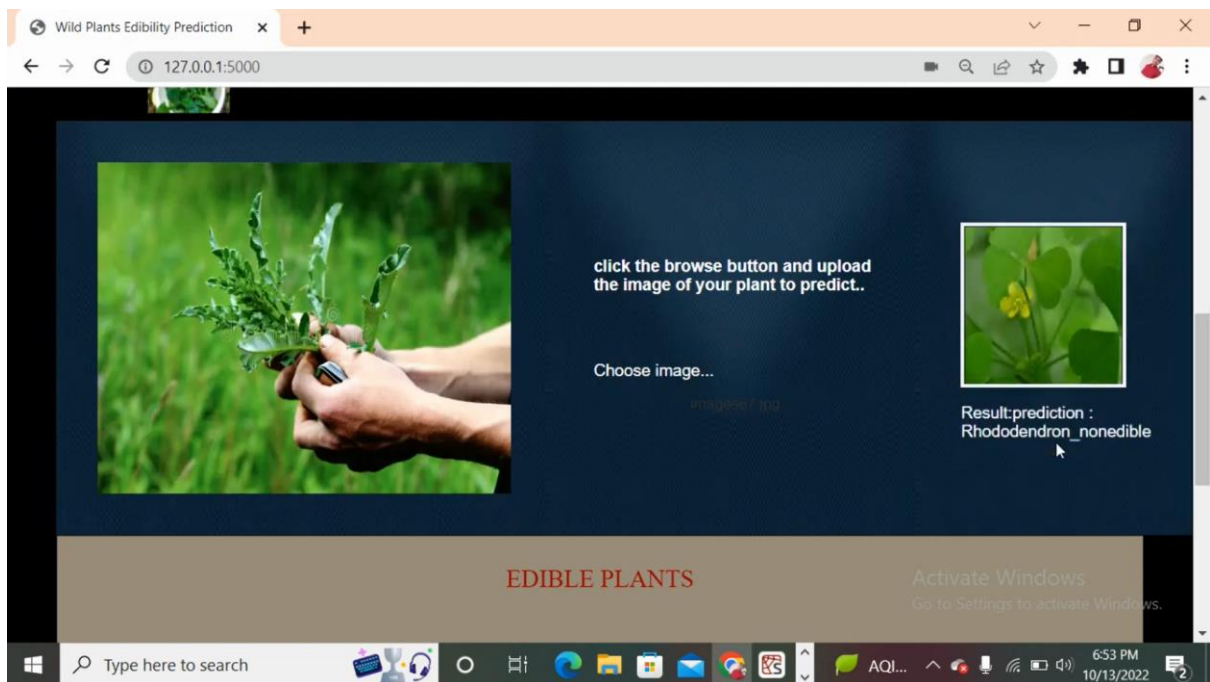 Wild Plants Edibility Prediction
127.0.0.1:5000
click the browse button and upload
the image of your plant to predict..
Choose image...
Result:prediction :
Rhododendron_nonedible
EDIBLE PLANTS
Activate Windows
Go to Settings to activate Windows.
Type here to search
AQI...
6:53 PM
10/13/2022
2